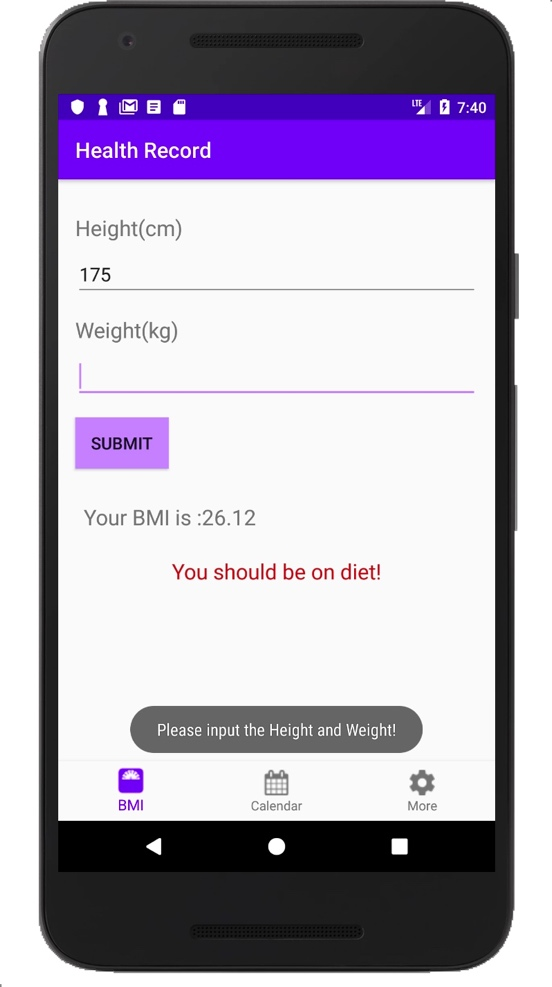 LTE 7:40
Health Record
Height(cm)
175
Weight(kg)
SUBMIT
Your BMI is :26.12
You should be on diet!
Please input the Height and Weight!
BMI Calendar More